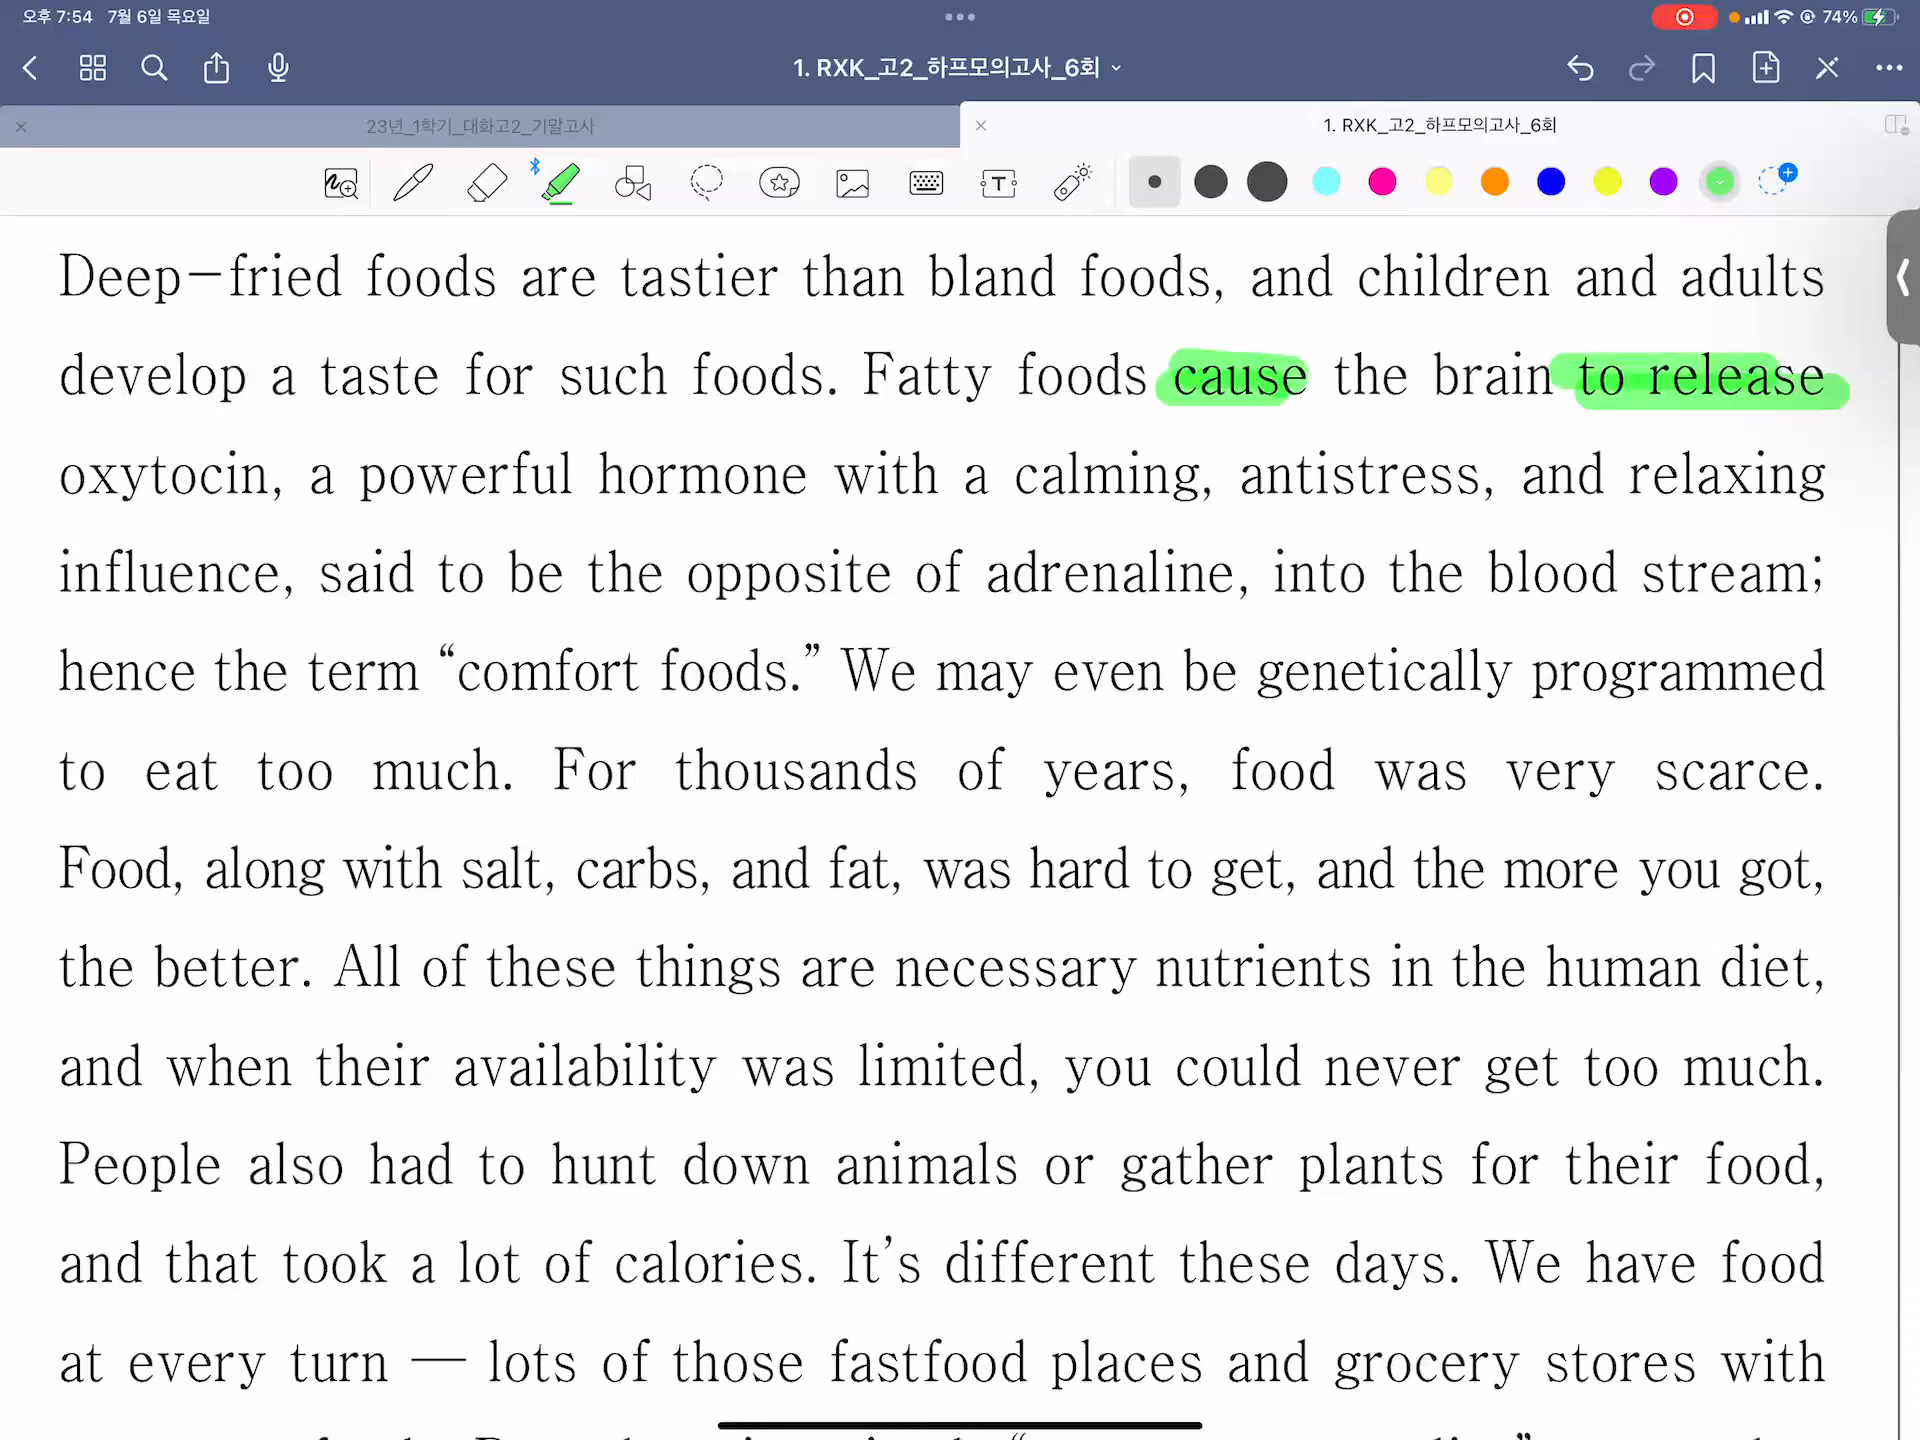 오후 7:54 7월 6일 목요일
74%
1. RXK_고2_하프모의고사_6회
23년_1학기_대화고2_기말고사
1. RXK_고2_하프모의고사_6회
Deep-fried foods are tastier than bland foods, and children and adults
develop a taste for such foods. Fatty foods cause the brain to release
oxytocin, a powerful hormone with a calming, antistress, and relaxing
influence, said to be the opposite of adrenaline, into the blood stream;
hence the term “comfort foods.” We may even be genetically programmed
to eat too much. For thousands of years, food was very scarce.
Food, along with salt, carbs, and fat, was hard to get, and the more you got,
the better. All of these things are necessary nutrients in the human diet,
and when their availability was limited, you could never get too much.
People also had to hunt down animals or gather plants for their food,
and that took a lot of calories. It’s different these days. We have food
at every turn — lots of those fastfood places and grocery stores with